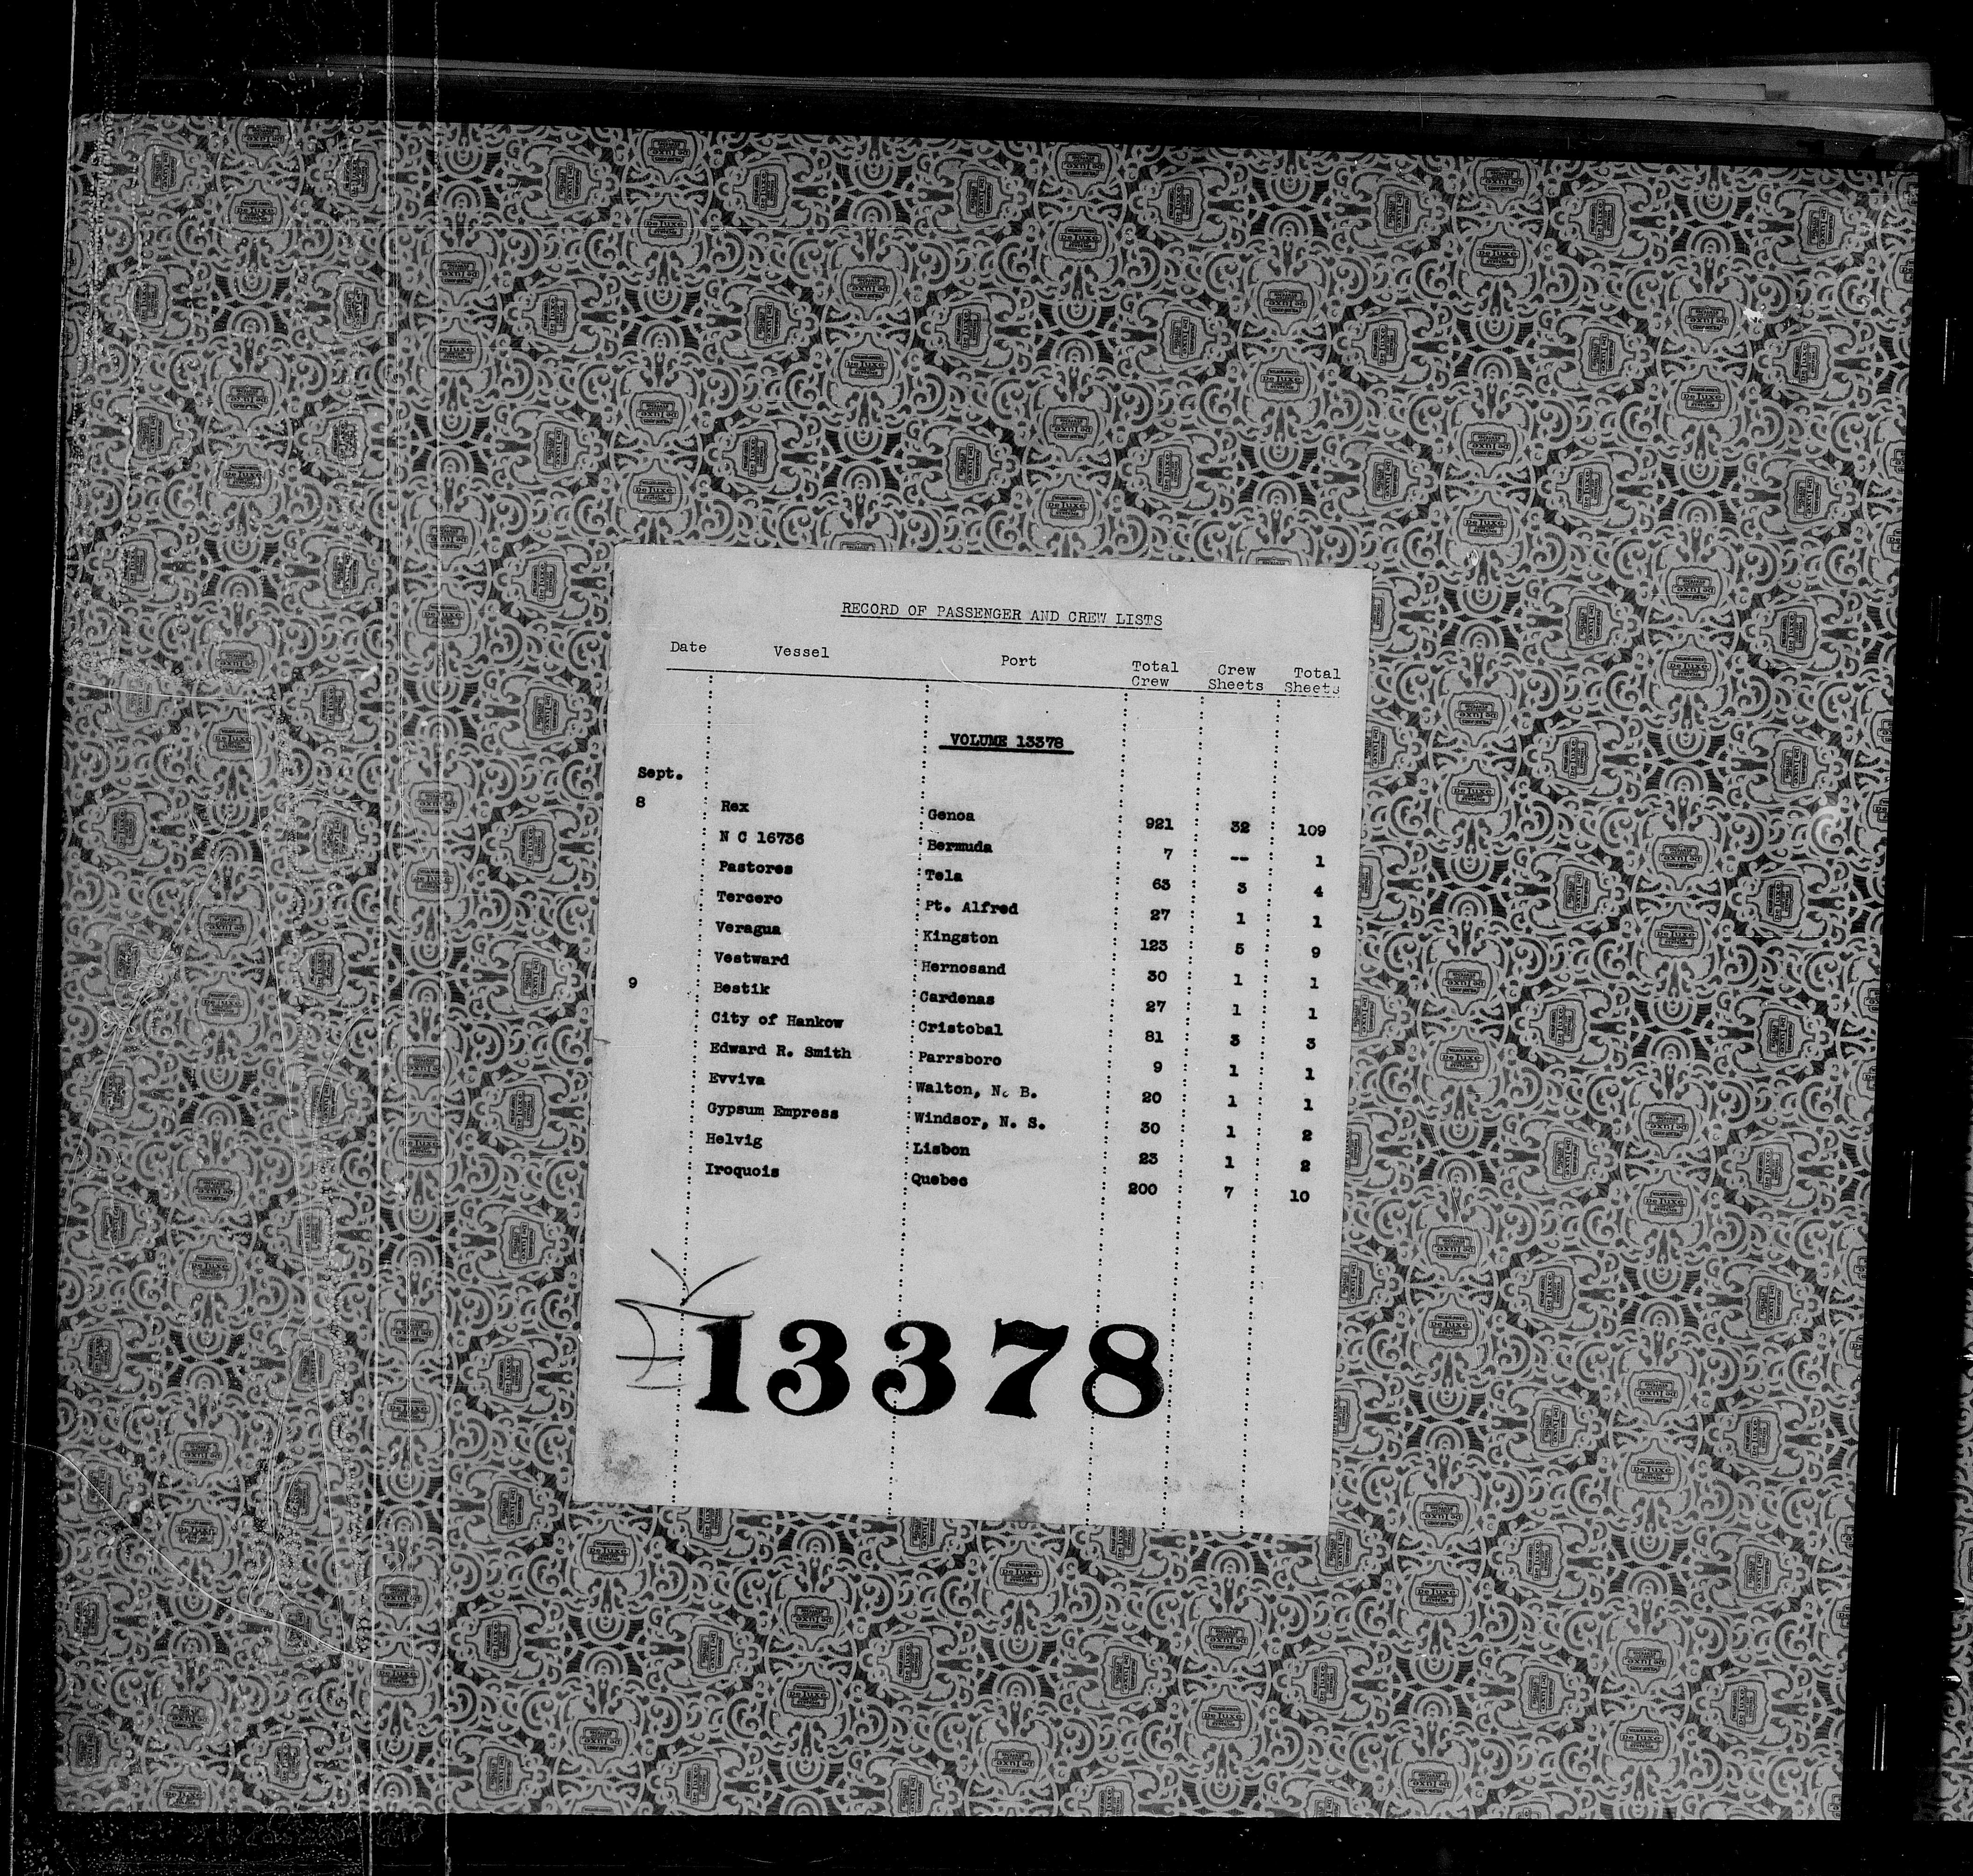 RECORD OF PASSENGER AND CREW LISTS
Date Vessel Port Total Crew Crew Sheets Total Sheets
VOLUME 13378
Sept.
8 Rex Genoa 921 32 109
N C 16736 Bermuda 7 -- 1
Pastores Tela 63 3 4
Tercero Pt. Alfred 27 1 1
Veragua Kingston 123 5 9
Vestward Hernosand 30 1 1
9 Bestik Cardenas 27 1 1
City of Hankow Cristobal 81 3 3
Edward R. Smith Parrsboro 9 1 1
Evviva Walton, N. B. 20 1 1
Gypsum Empress Windsor, N. S. 30 1 2
Helvig Lisbon 23 1 2
Iroquois Quebec 200 7 10
HK
13378